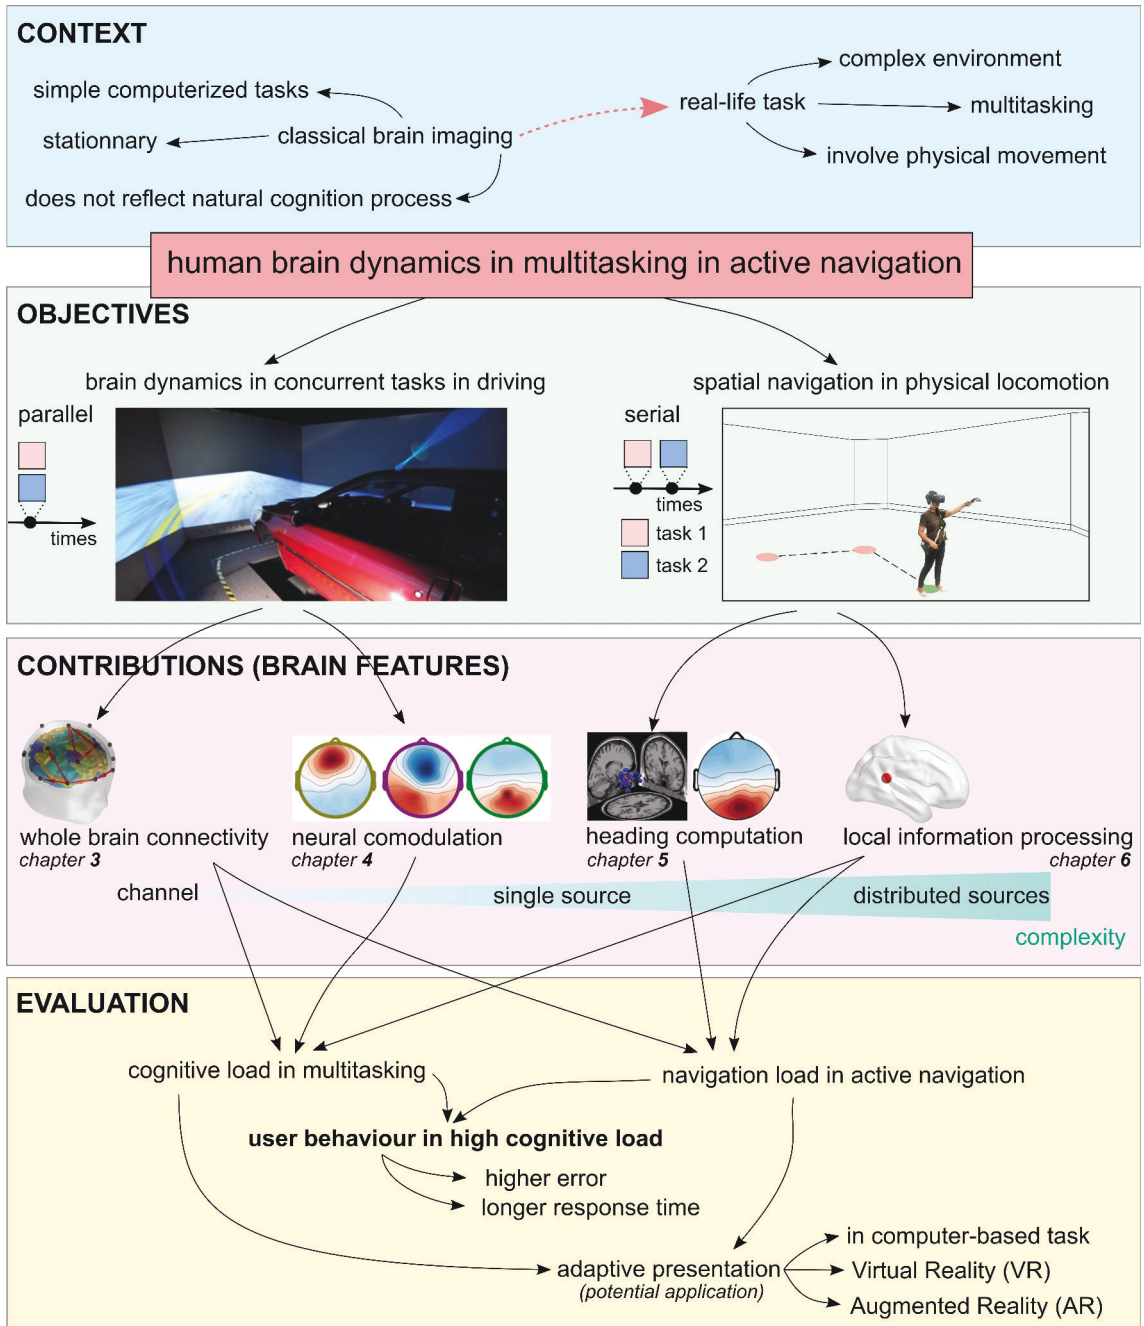 CONTEXT
simple computerized tasks
stationnary
classical brain imaging
does not reflect natural cognition process
real-life task
complex environment
multitasking
involve physical movement
human brain dynamics in multitasking in active navigation
OBJECTIVES
brain dynamics in concurrent tasks in driving
parallel
times
spatial navigation in physical locomotion
serial
times
task 1
task 2
CONTRIBUTIONS (BRAIN FEATURES)
whole brain connectivity
chapter 3
neural comodulation
chapter 4
heading computation
chapter 5
local information processing
chapter 6
channel
single source
distributed sources
complexity
EVALUATION
cognitive load in multitasking
navigation load in active navigation
user behaviour in high cognitive load
higher error
longer response time
adaptive presentation
(potential application)
in computer-based task
Virtual Reality (VR)
Augmented Reality (AR)